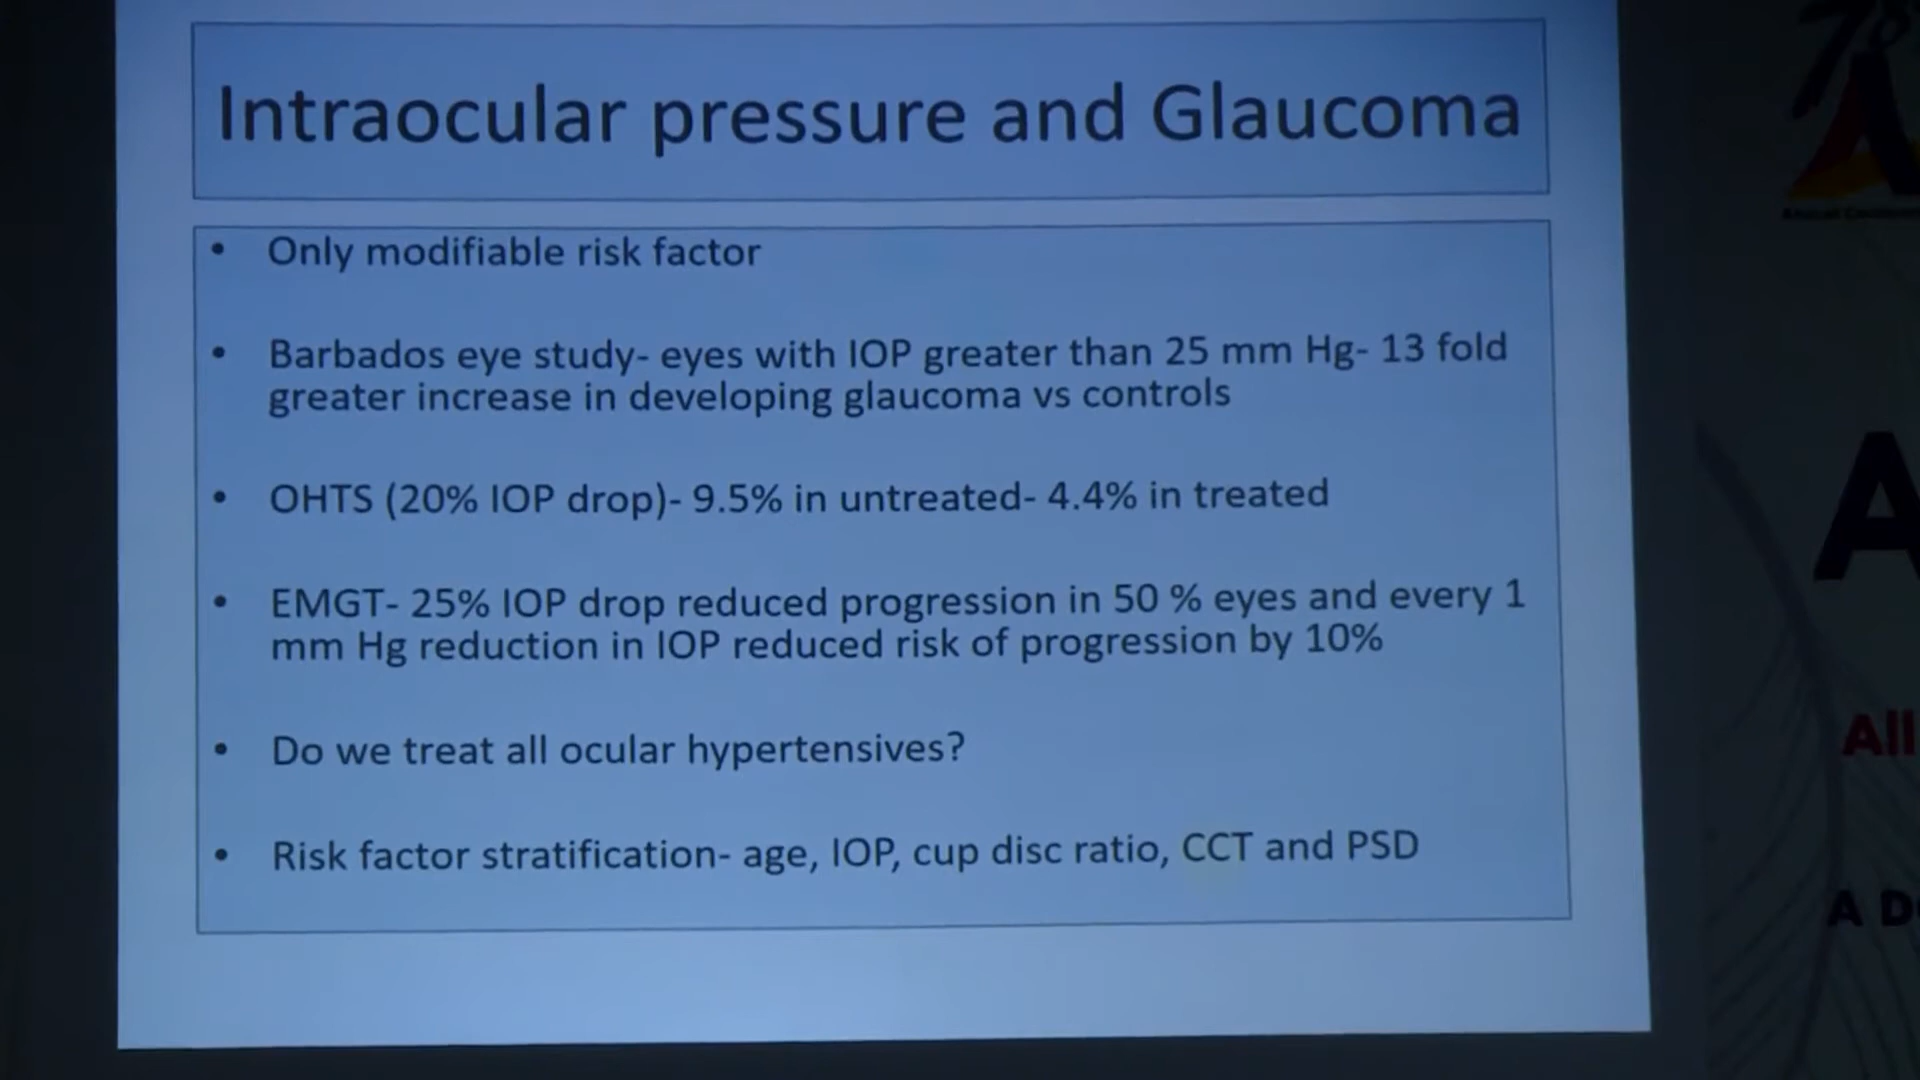 Intraocular pressure and Glaucoma
• Only modifiable risk factor
• Barbados eye study- eyes with IOP greater than 25 mm Hg- 13 fold
greater increase in developing glaucoma vs controls
• OHTS (20% IOP drop)- 9.5% in untreated- 4.4% in treated
• EMGT- 25% IOP drop reduced progression in 50 % eyes and every 1
mm Hg reduction in IOP reduced risk of progression by 10%
• Do we treat all ocular hypertensives?
• Risk factor stratification- age, IOP, cup disc ratio, CCT and PSD
A
All
A D